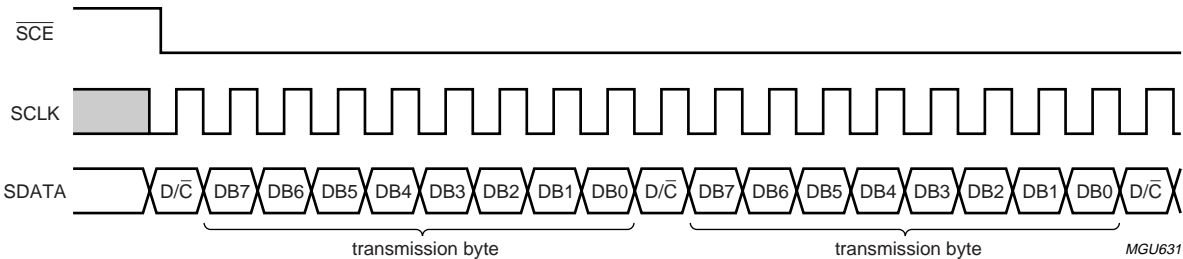 S̅C̅E̅
SCLK
SDATA D/C̅ DB7 DB6 DB5 DB4 DB3 DB2 DB1 DB0 D/C̅ DB7 DB6 DB5 DB4 DB3 DB2 DB1 DB0 D/C̅
transmission byte transmission byte MGU631